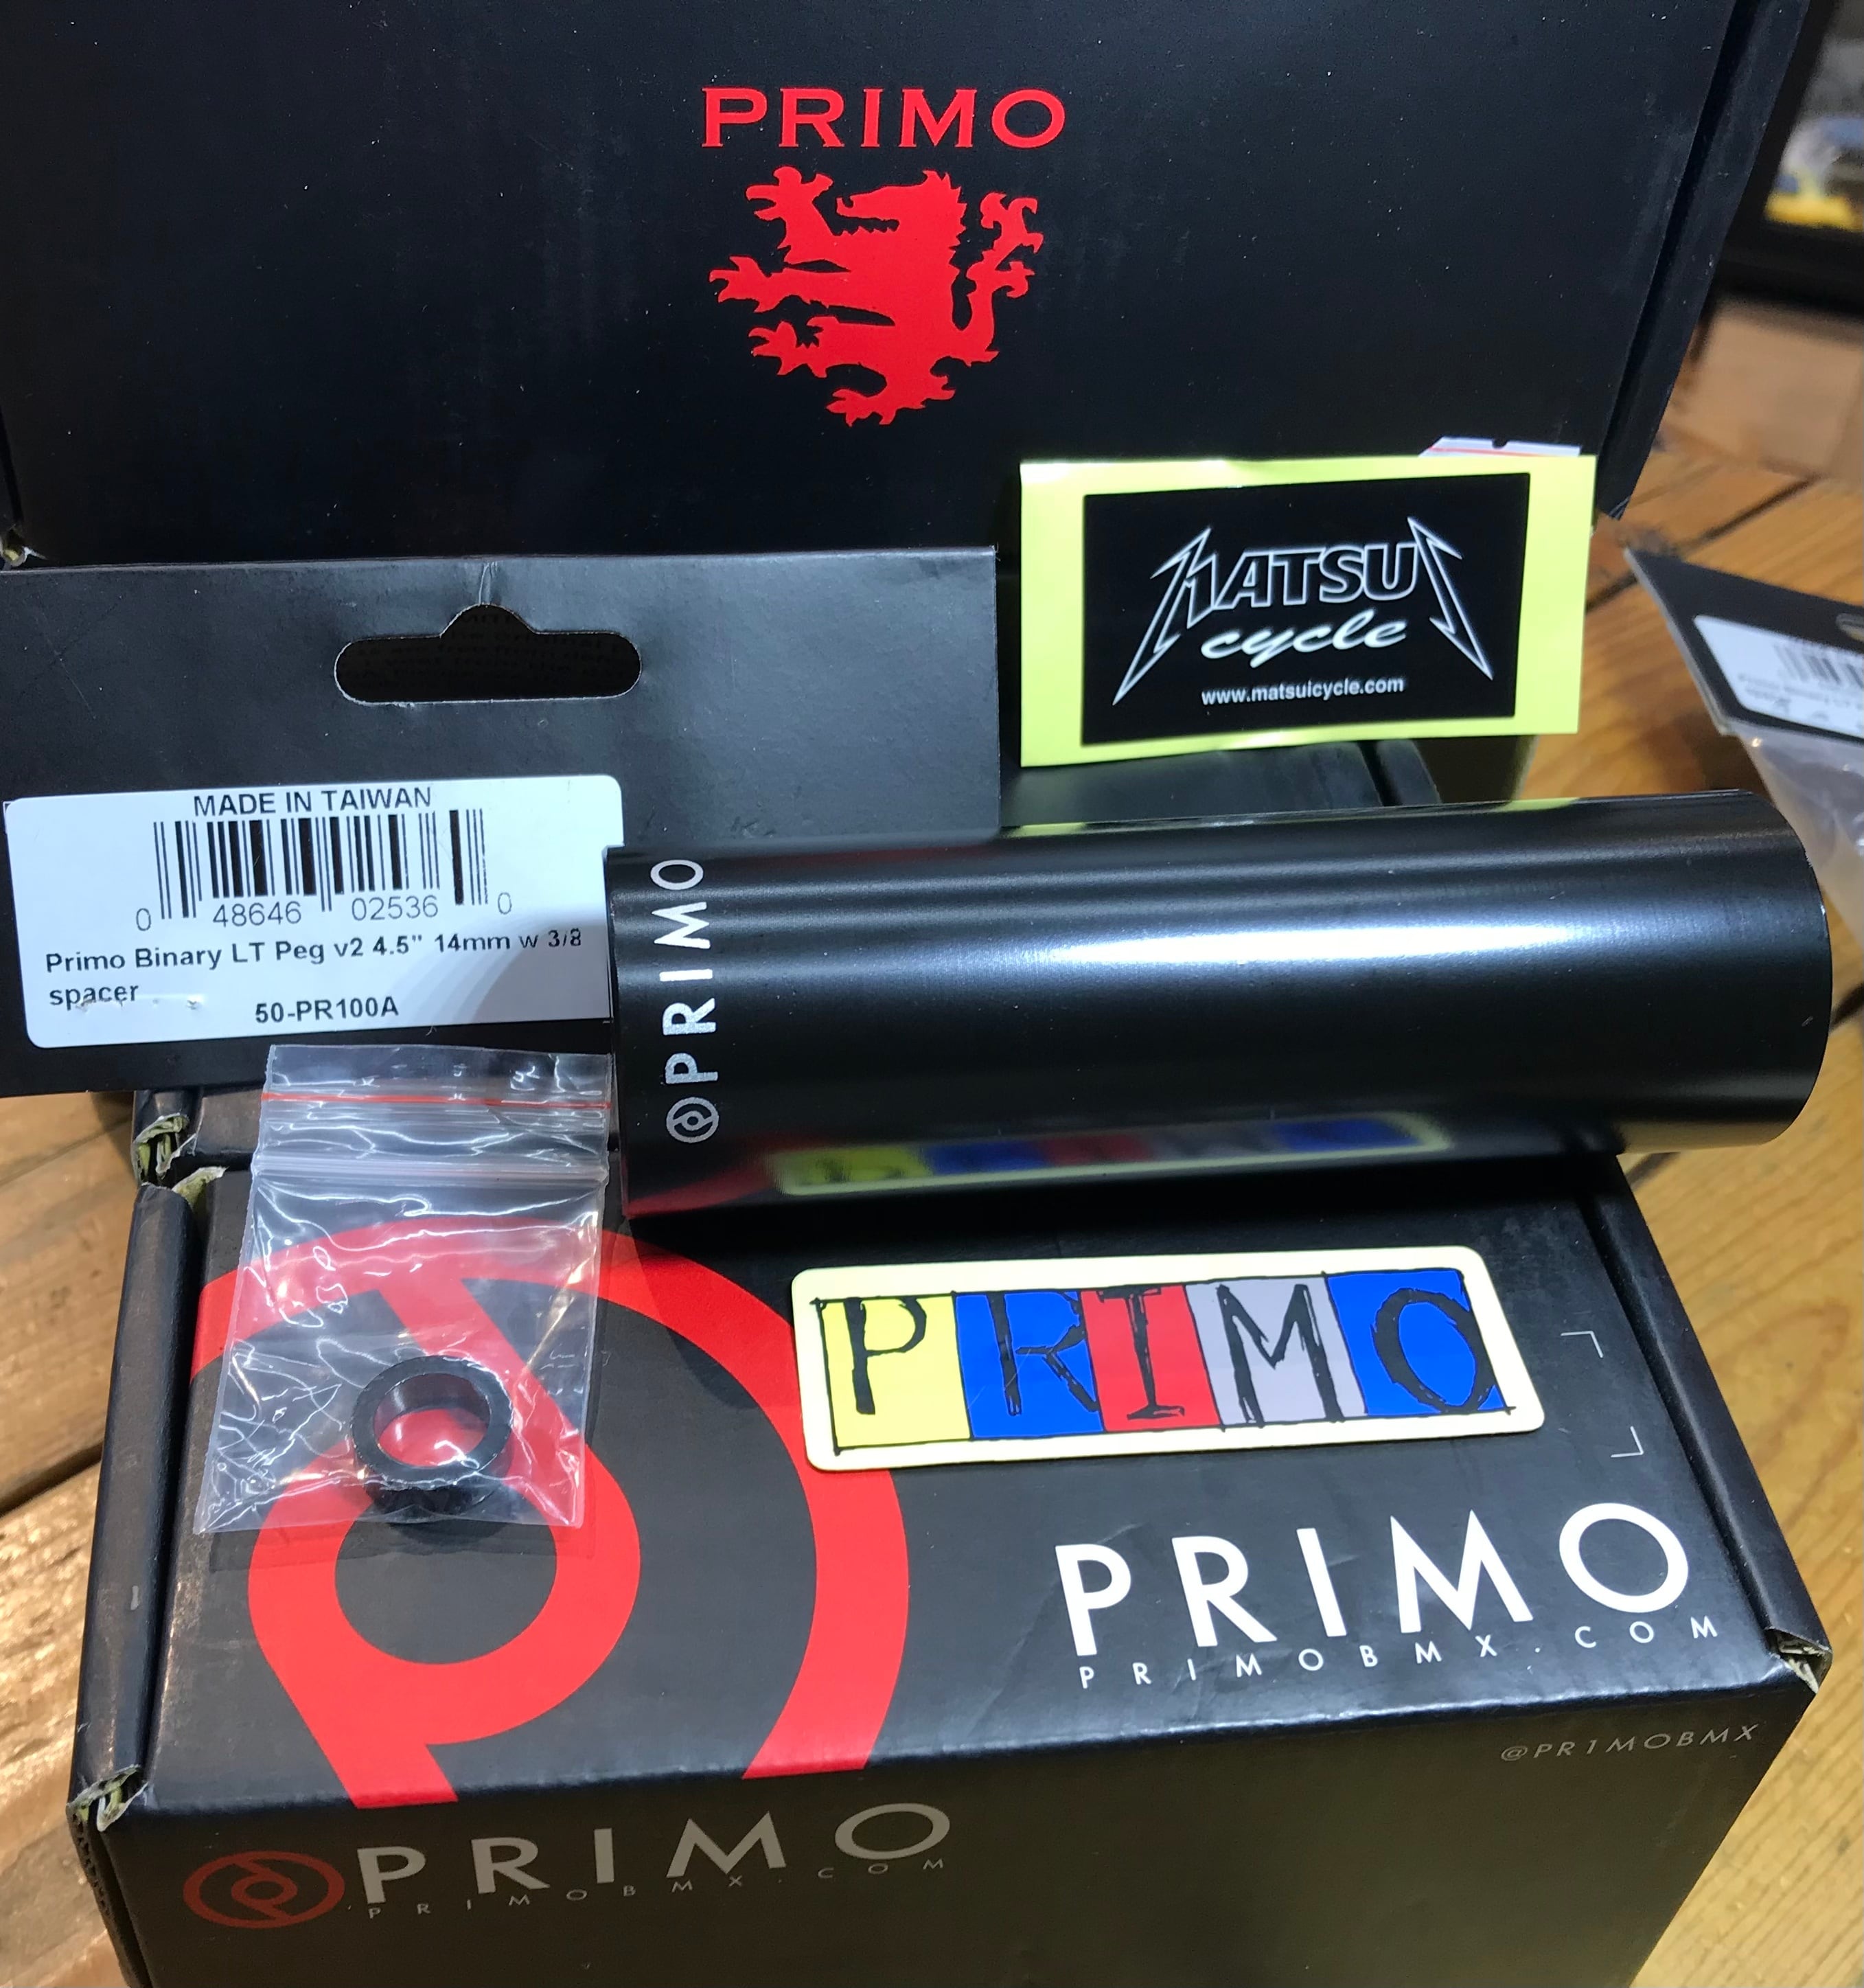 PRIMO
MATSUI
cycle
www.matsuicycle.com
MADE IN TAIWAN
0 48646 02536 0
Primo Binary LT Peg v2 4.5" 14mm w 3/8
spacer
50-PR100A
PRIMO
PRIMO
PRIMO
PRIMOBMX.COM
@PR1MOBMX
PRIMO
PRIMOBMX.COM